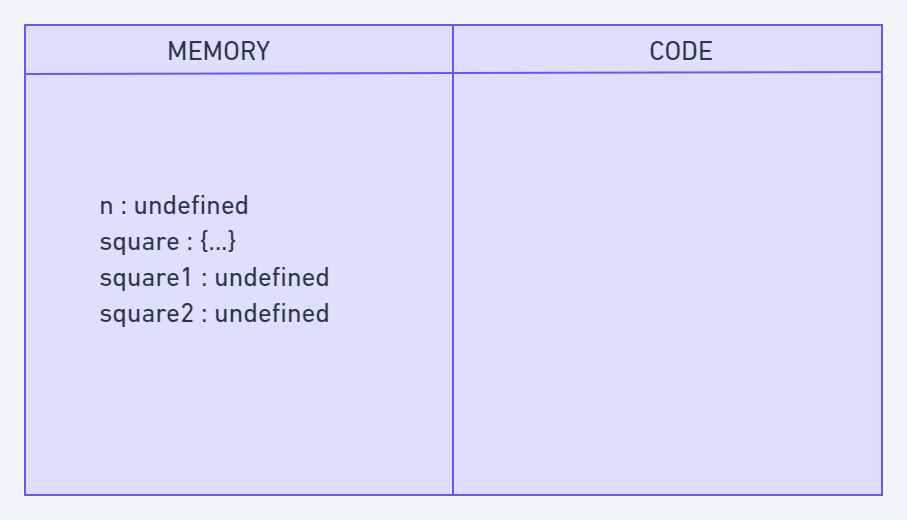 MEMORY
CODE
n : undefined
square : {...}
square1 : undefined
square2 : undefined